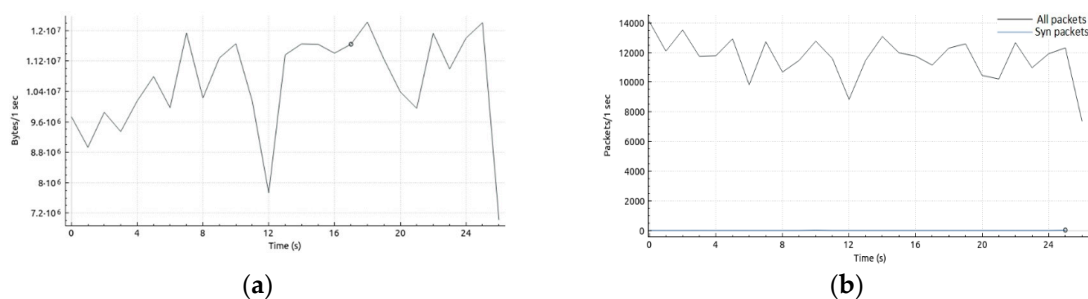 Bytes/1 sec
1.2·10⁷
1.12·10⁷
1.04·10⁷
9.6·10⁶
8.8·10⁶
8·10⁶
7.2·10⁶
0 4 8 12 16 20 24
Time (s)
(a)
All packets
Syn packets
Packets/1 sec
14000
12000
10000
8000
6000
4000
2000
0
0 4 8 12 16 20 24
Time (s)
(b)